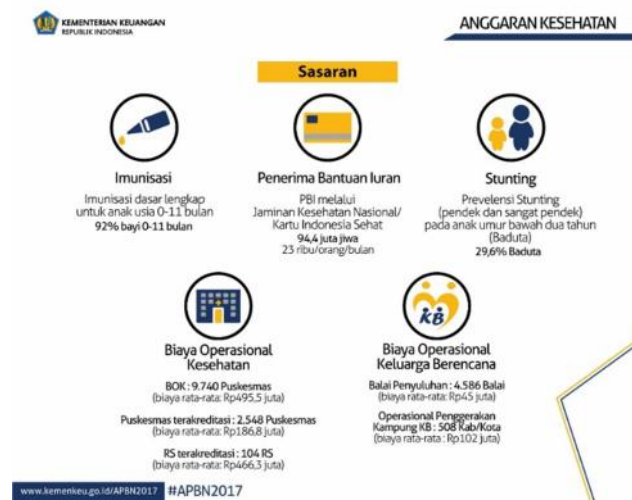 KEMENTERIAN KEUANGAN
REPUBLIK INDONESIA
ANGGARAN KESEHATAN
Sasaran
Imunisasi
Imunisasi dasar lengkap
untuk anak usia 0-11 bulan
92% bayi 0-11 bulan
Penerima Bantuan Iuran
PBI melalui
Jaminan Kesehatan Nasional/
Kartu Indonesia Sehat
94,4 juta jiwa
23 ribu/orang/bulan
Stunting
Prevelensi Stunting
(pendek dan sangat pendek)
pada anak umur bawah dua tahun
(Baduta)
29,6% Baduta
Biaya Operasional
Kesehatan
BOK : 9.740 Puskesmas
(biaya rata-rata: Rp495,5 juta)
Puskesmas terakreditasi : 2.548 Puskesmas
(biaya rata-rata: Rp186,8 juta)
RS terakreditasi : 104 RS
(biaya rata-rata: Rp466,3 juta)
KB
Biaya Operasional
Keluarga Berencana
Balai Penyuluhan : 4.586 Balai
(biaya rata-rata: Rp45 juta)
Operasional Penggerakan
Kampung KB : 508 Kab/Kota
(biaya rata-rata : Rp102 juta)
www.kemenkeu.go.id/APBN2017 #APBN2017